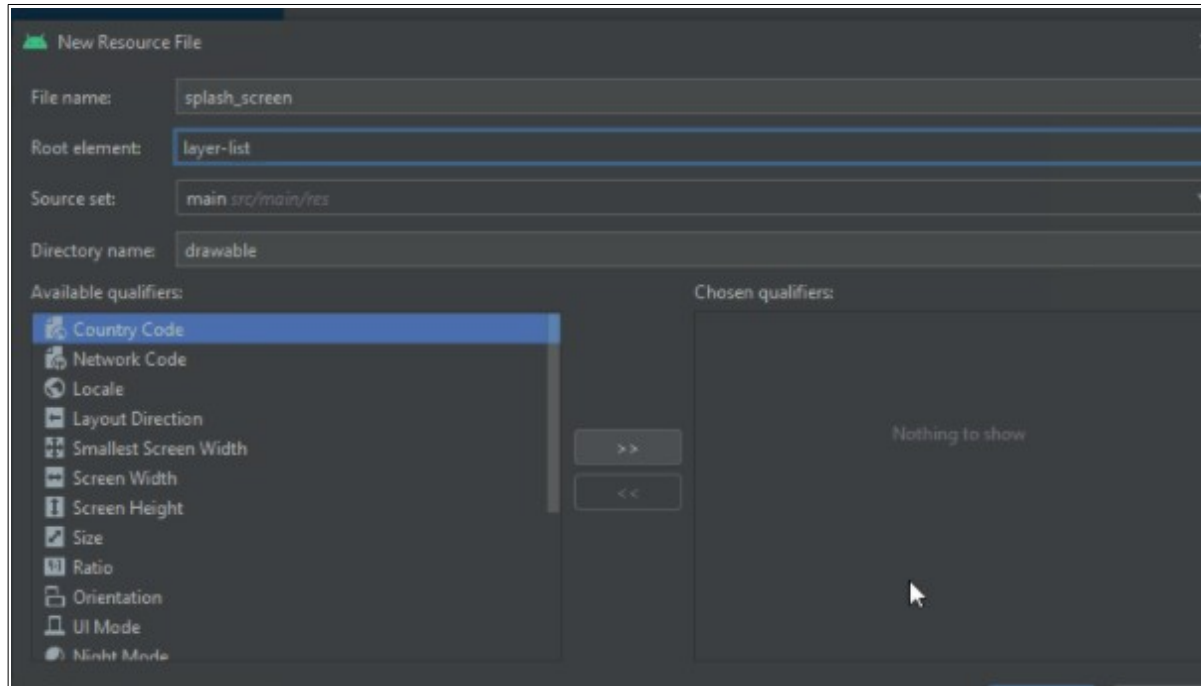 New Resource File
File name: splash_screen
Root element: layer-list
Source set: main src/main/res
Directory name: drawable
Available qualifiers:
Chosen qualifiers:
Country Code
Network Code
Locale
Layout Direction
Smallest Screen Width
Screen Width
Screen Height
Size
Ratio
Orientation
UI Mode
Night Mode
>>
<<
Nothing to show